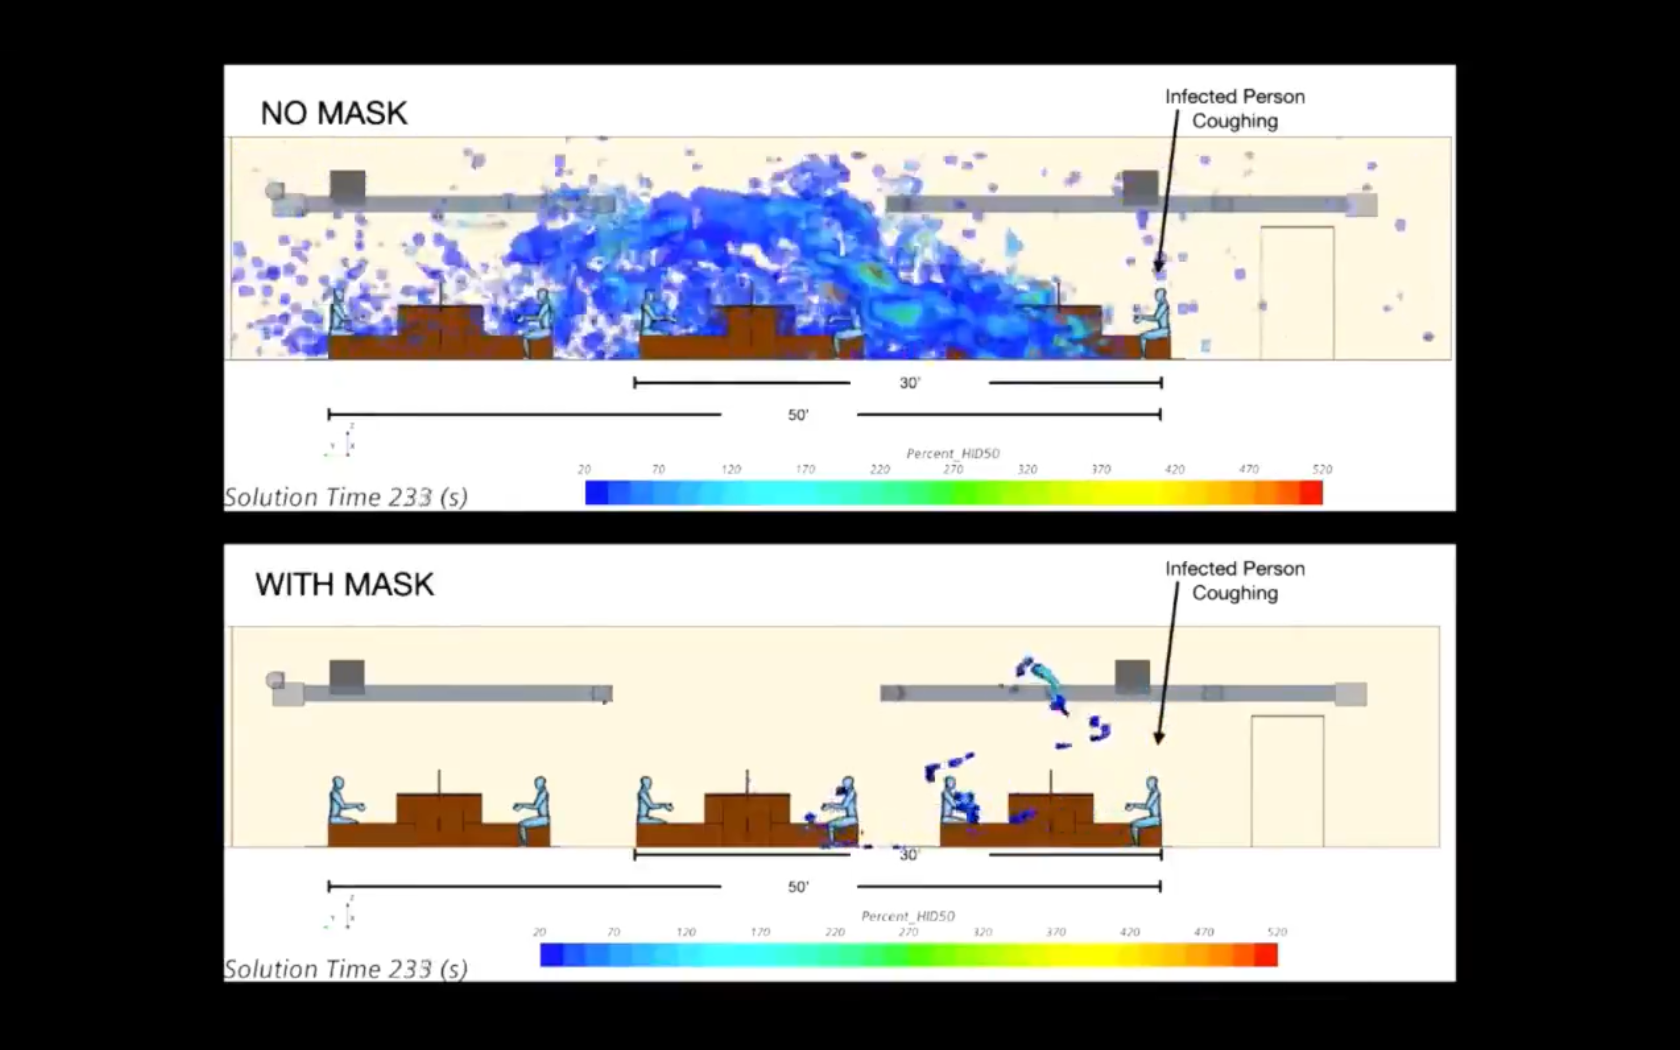 NO MASK
Infected Person
Coughing
30'
50'
Percent_HID50
20 70 120 170 220 270 320 370 420 470 520
Solution Time 233 (s)
WITH MASK
Infected Person
Coughing
30'
50'
Percent_HID50
20 70 120 170 220 270 320 370 420 470 520
Solution Time 233 (s)